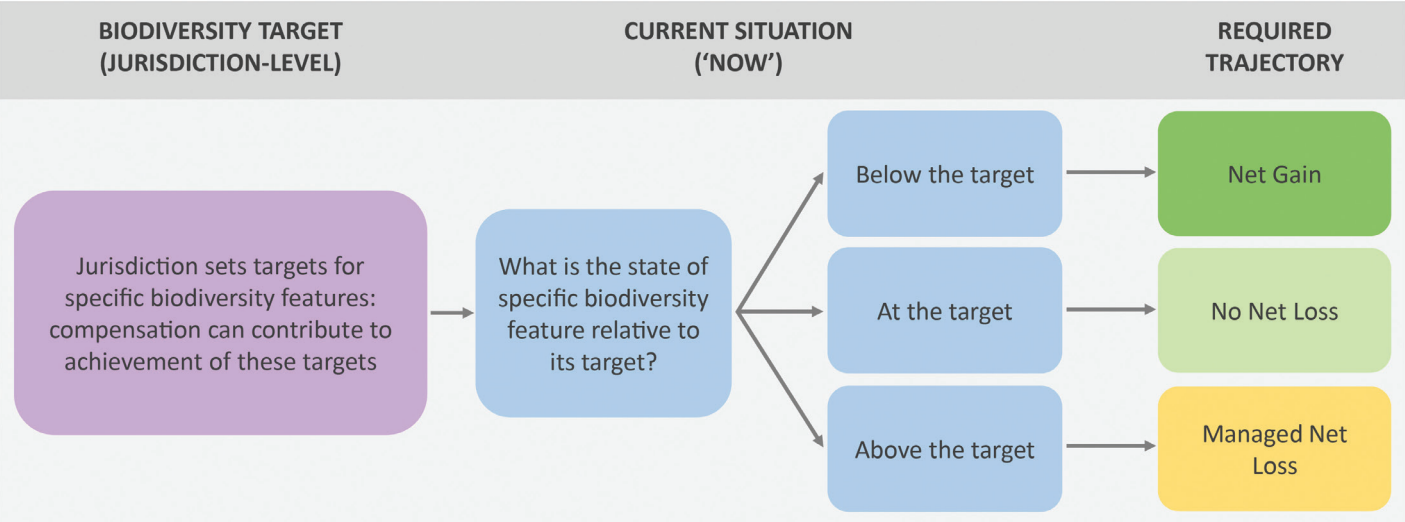 BIODIVERSITY TARGET
(JURISDICTION-LEVEL)
CURRENT SITUATION
(‘NOW’)
REQUIRED
TRAJECTORY
Jurisdiction sets targets for
specific biodiversity features:
compensation can contribute to
achievement of these targets
What is the state of
specific biodiversity
feature relative to
its target?
Below the target
Net Gain
At the target
No Net Loss
Above the target
Managed Net
Loss